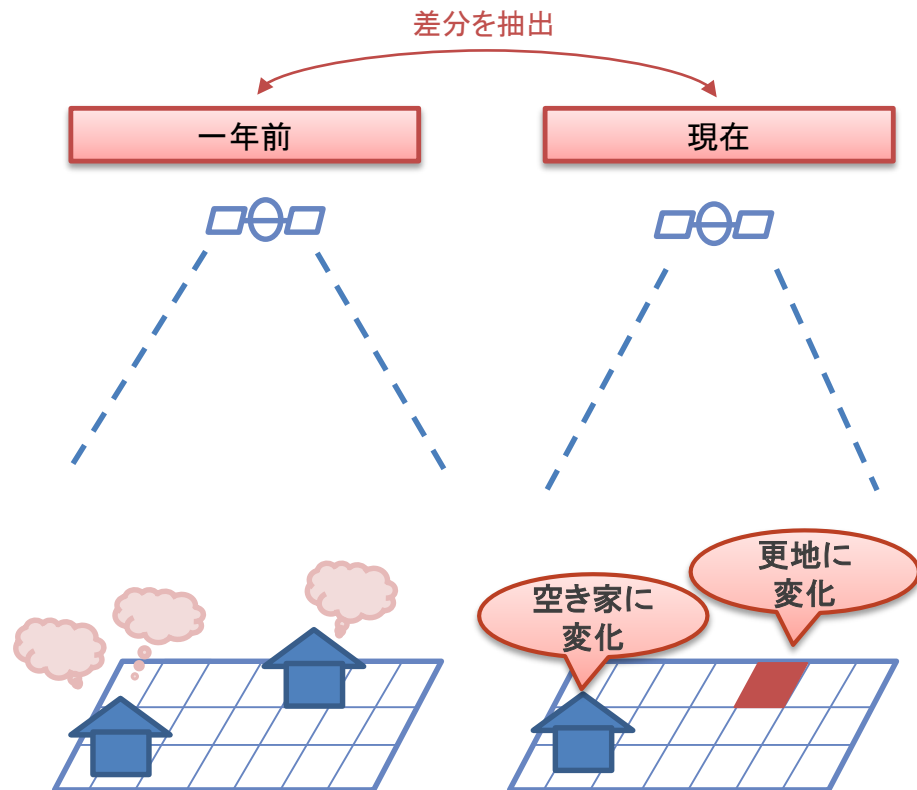 差分を抽出
一年前
現在
更地に
変化
空き家に
変化